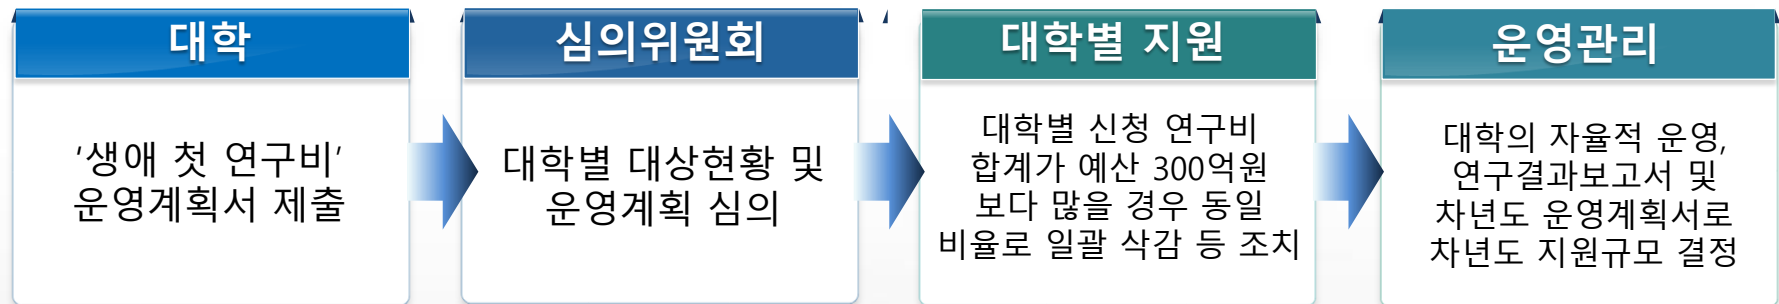 대학
'생애 첫 연구비'
운영계획서 제출
심의위원회
대학별 대상현황 및
운영계획 심의
대학별 지원
대학별 신청 연구비
합계가 예산 300억원
보다 많을 경우 동일
비율로 일괄 삭감 등 조치
운영관리
대학의 자율적 운영,
연구결과보고서 및
차년도 운영계획서로
차년도 지원규모 결정